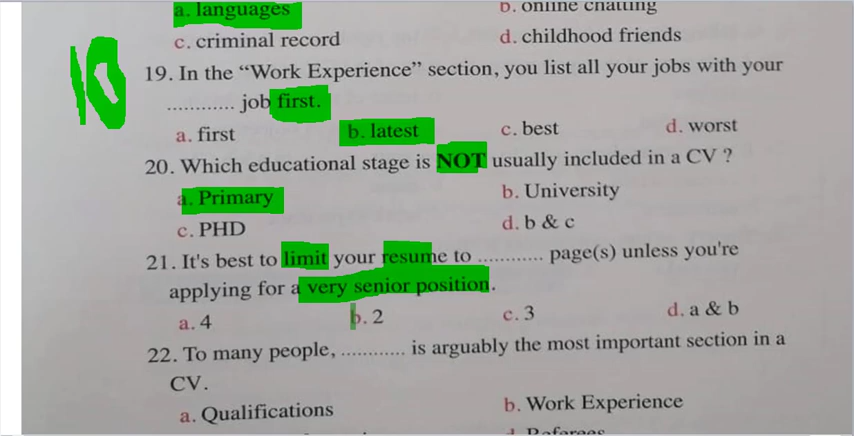 a. languages b. online chatting
c. criminal record d. childhood friends
19. In the “Work Experience” section, you list all your jobs with your
............ job first.
a. first b. latest c. best d. worst
20. Which educational stage is NOT usually included in a CV ?
a. Primary b. University
c. PHD d. b & c
21. It's best to limit your resume to ............ page(s) unless you're
applying for a very senior position.
a. 4 b. 2 c. 3 d. a & b
22. To many people, ............ is arguably the most important section in a
CV.
a. Qualifications b. Work Experience
d. Referees
10